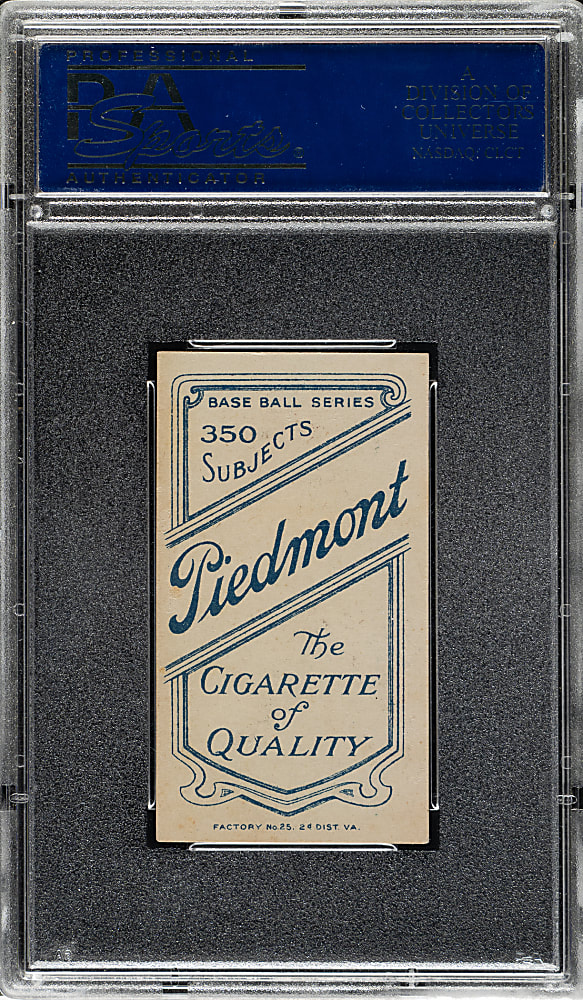 PROFESSIONAL
PSA
Sports
AUTHENTICATOR
A
DIVISION OF
COLLECTORS
UNIVERSE
NASDAQ: CLCT
BASE BALL SERIES
350
SUBJECTS
Piedmont
The
CIGARETTE
of
QUALITY
FACTORY No. 25. 2d DIST. VA.